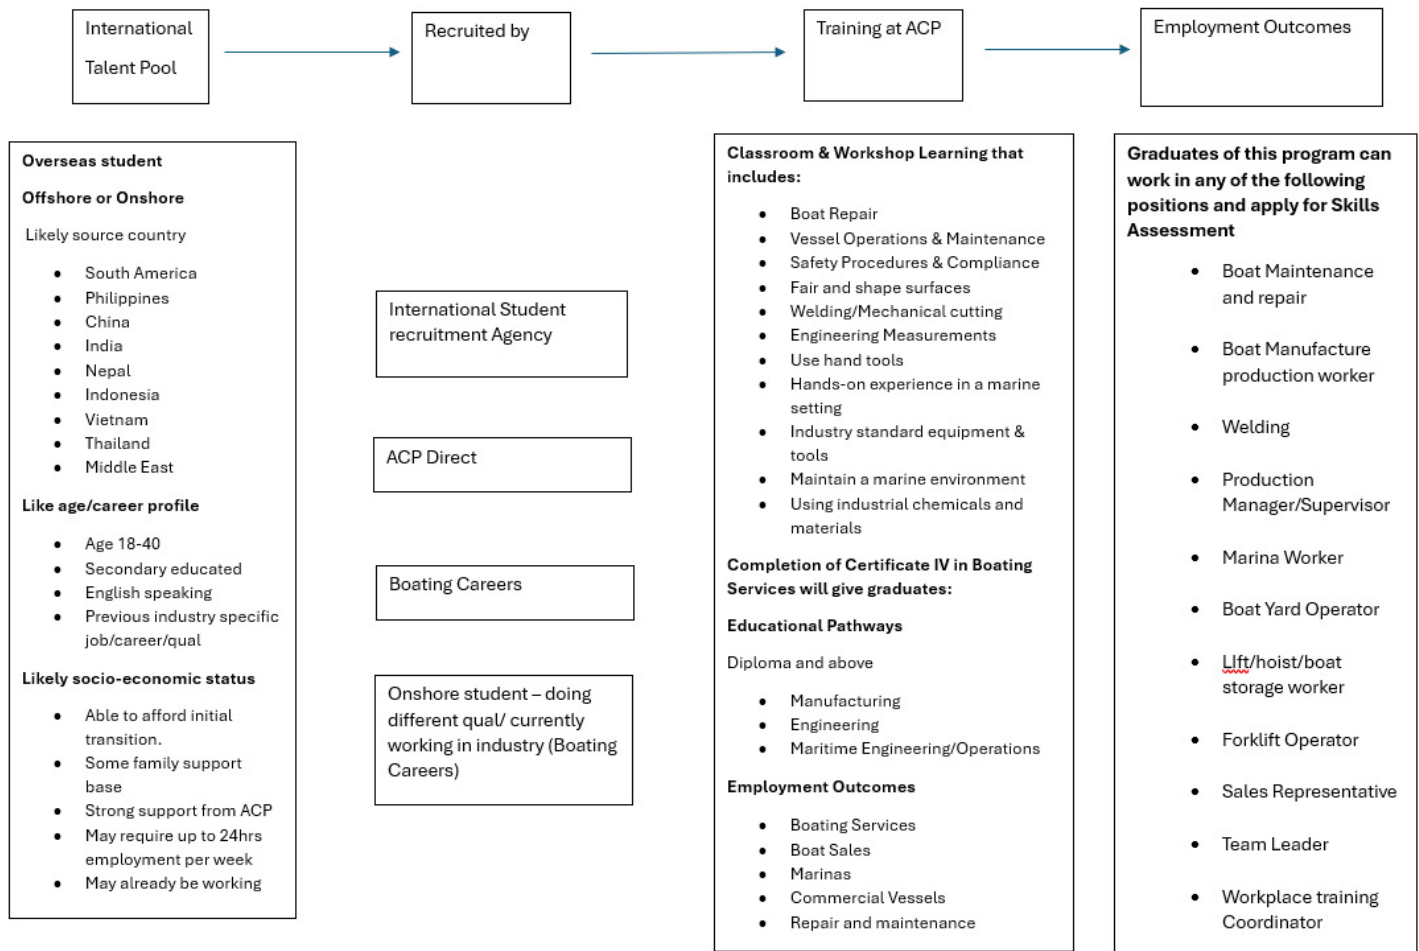 International
Talent Pool
Recruited by
Training at ACP
Employment Outcomes
Overseas student
Offshore or Onshore
Likely source country
• South America
• Philippines
• China
• India
• Nepal
• Indonesia
• Vietnam
• Thailand
• Middle East
Like age/career profile
• Age 18-40
• Secondary educated
• English speaking
• Previous industry specific
job/career/qual
Likely socio-economic status
• Able to afford initial
transition.
• Some family support
base
• Strong support from ACP
• May require up to 24hrs
employment per week
• May already be working
International Student
recruitment Agency
ACP Direct
Boating Careers
Onshore student – doing
different qual/ currently
working in industry (Boating
Careers)
Classroom & Workshop Learning that
includes:
• Boat Repair
• Vessel Operations & Maintenance
• Safety Procedures & Compliance
• Fair and shape surfaces
• Welding/Mechanical cutting
• Engineering Measurements
• Use hand tools
• Hands-on experience in a marine
setting
• Industry standard equipment &
tools
• Maintain a marine environment
• Using industrial chemicals and
materials
Completion of Certificate IV in Boating
Services will give graduates:
Educational Pathways
Diploma and above
• Manufacturing
• Engineering
• Maritime Engineering/Operations
Employment Outcomes
• Boating Services
• Boat Sales
• Marinas
• Commercial Vessels
• Repair and maintenance
Graduates of this program can
work in any of the following
positions and apply for Skills
Assessment
• Boat Maintenance
and repair
• Boat Manufacture
production worker
• Welding
• Production
Manager/Supervisor
• Marina Worker
• Boat Yard Operator
• LIft/hoist/boat
storage worker
• Forklift Operator
• Sales Representative
• Team Leader
• Workplace training
Coordinator